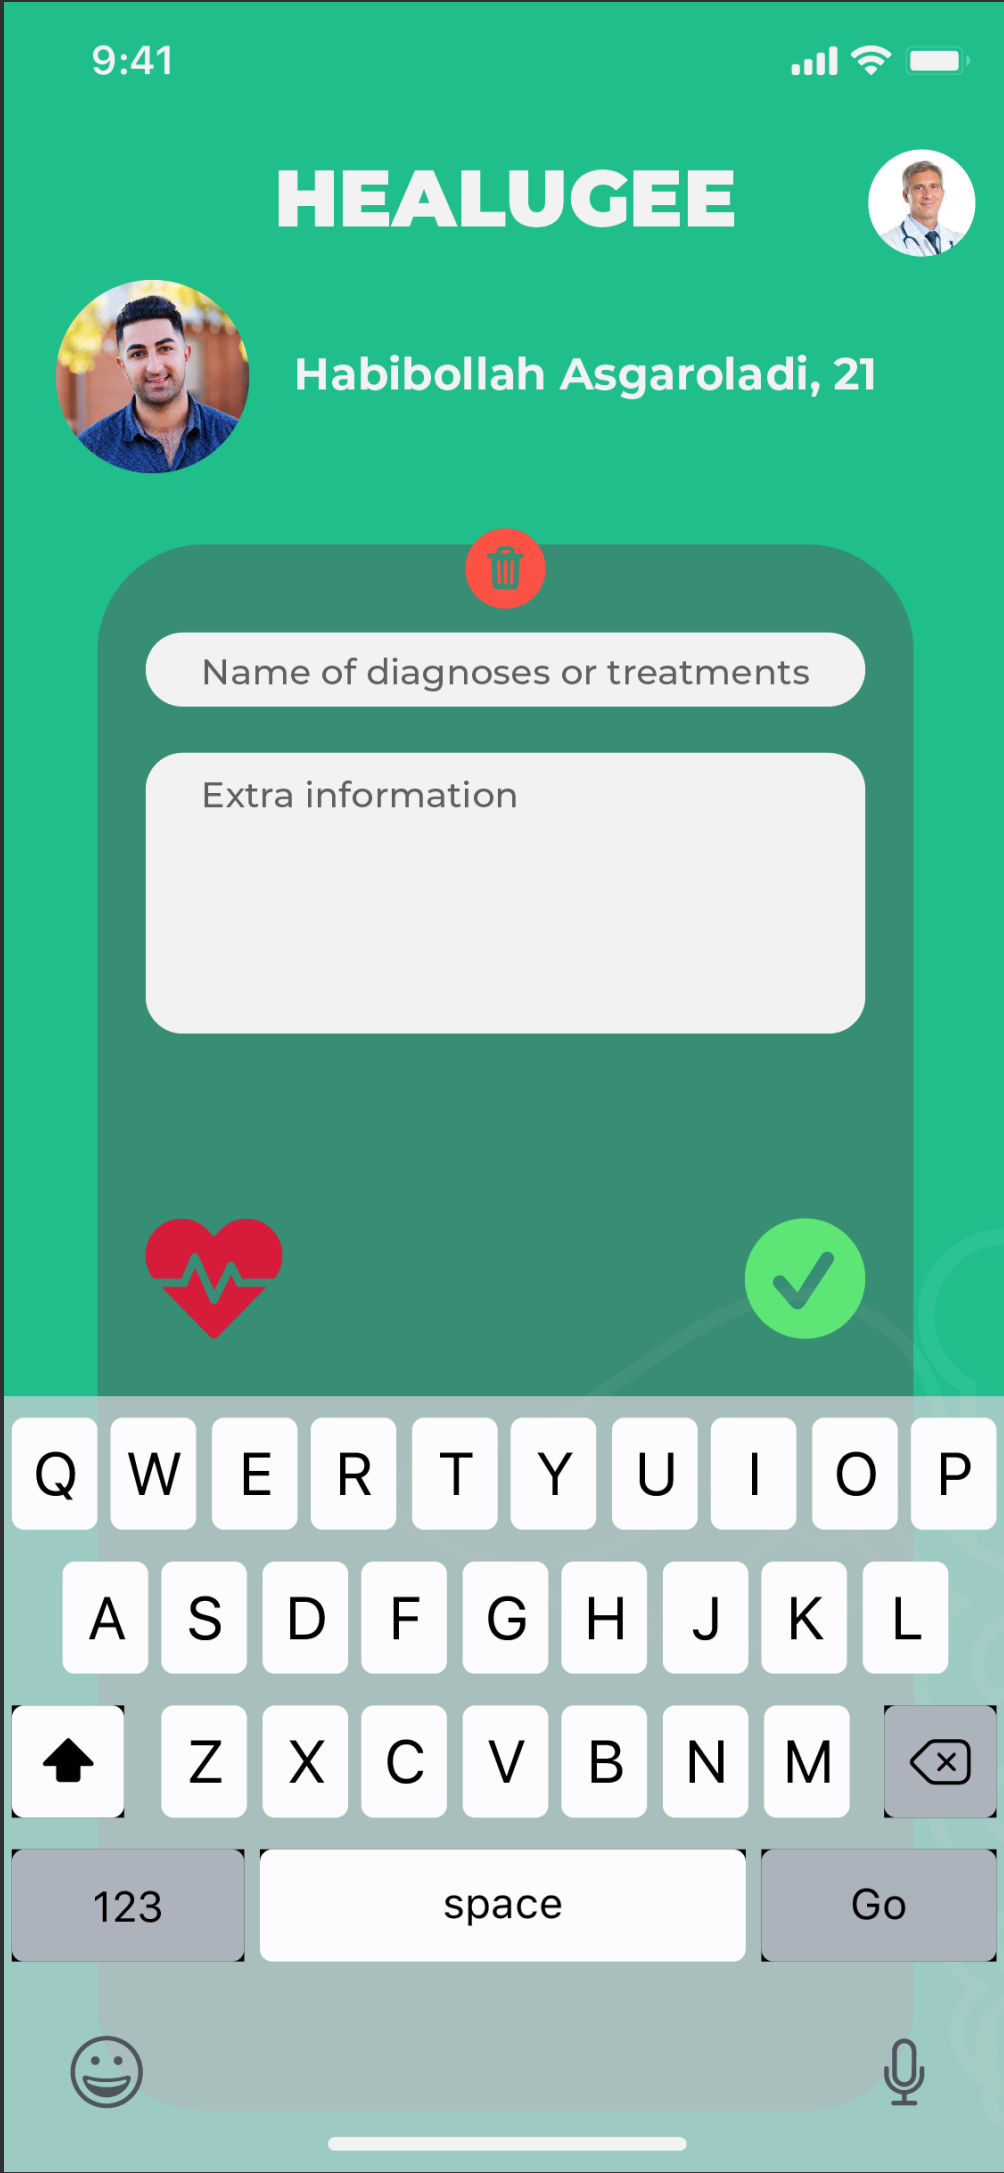 9:41
HEALUGEE
Habibollah Asgaroladi, 21
Name of diagnoses or treatments
Extra information
Q W E R T Y U I O P
A S D F G H J K L
Z X C V B N M
123 space Go